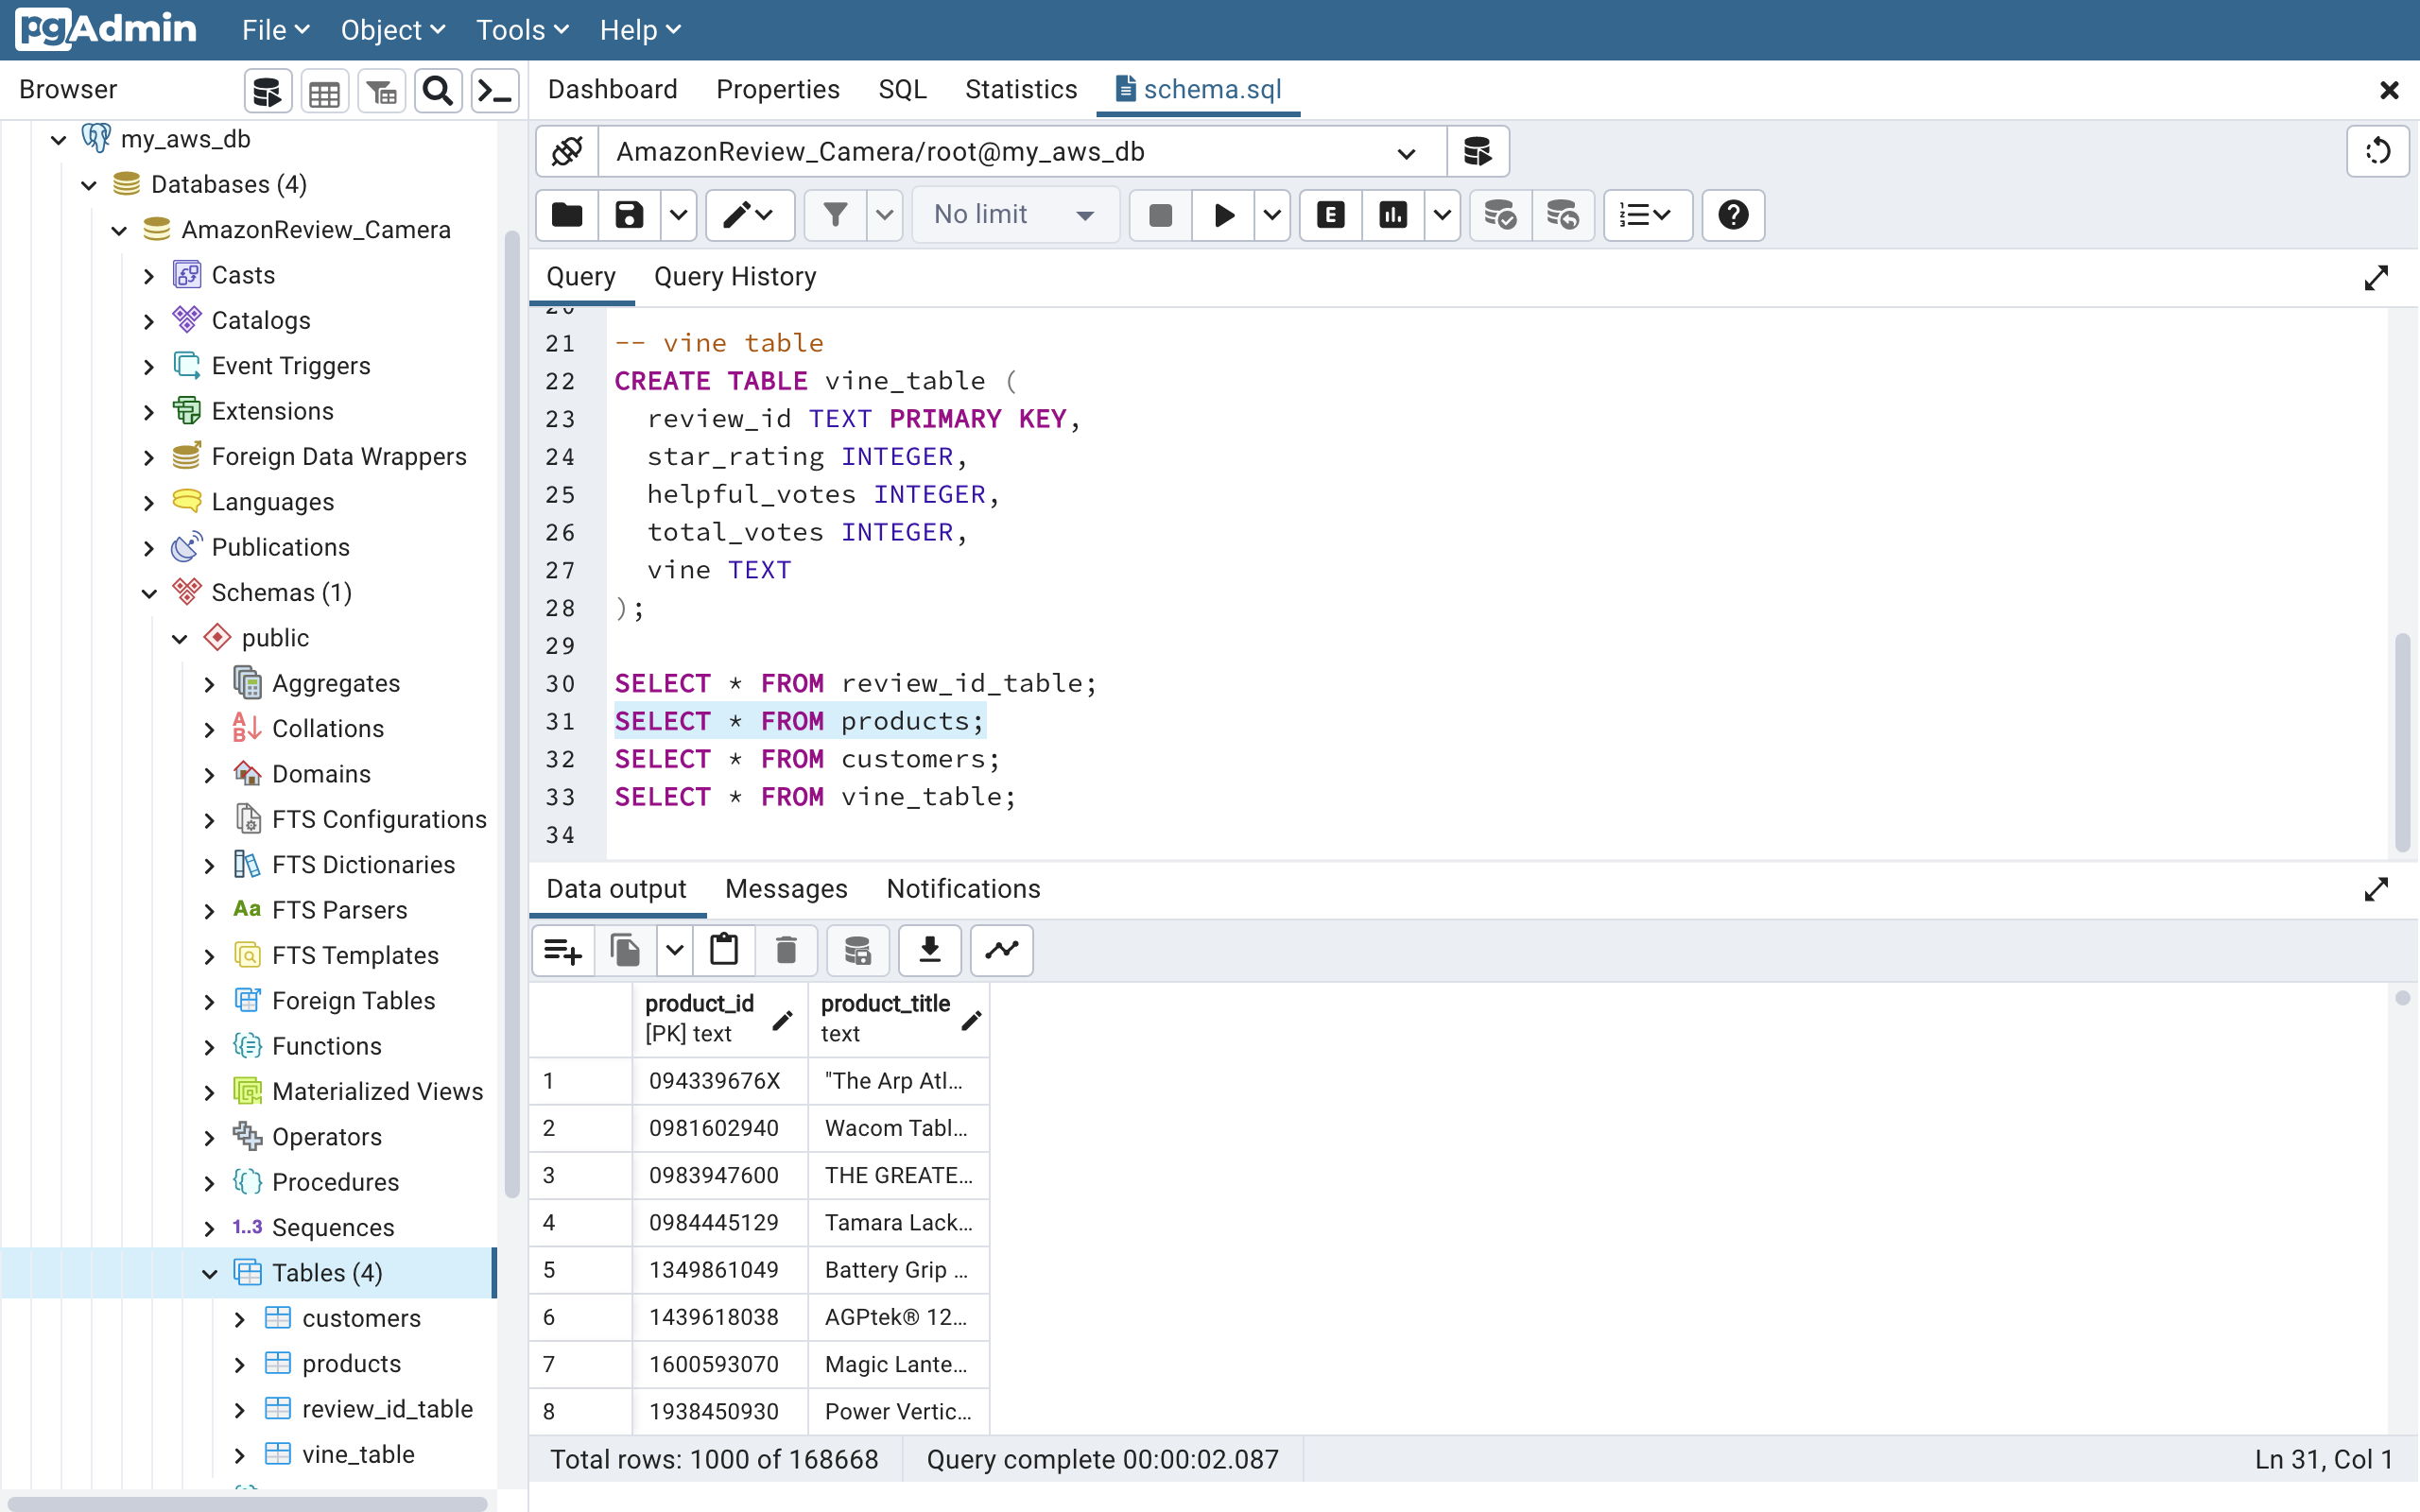 pgAdmin File Object Tools Help
Browser
Dashboard Properties SQL Statistics schema.sql
my_aws_db
Databases (4)
AmazonReview_Camera
Casts
Catalogs
Event Triggers
Extensions
Foreign Data Wrappers
Languages
Publications
Schemas (1)
public
Aggregates
Collations
Domains
FTS Configurations
FTS Dictionaries
Aa FTS Parsers
FTS Templates
Foreign Tables
Functions
Materialized Views
Operators
Procedures
1..3 Sequences
Tables (4)
customers
products
review_id_table
vine_table
AmazonReview_Camera/root@my_aws_db
No limit E
Query Query History
20
21 -- vine table
22 CREATE TABLE vine_table (
23 review_id TEXT PRIMARY KEY,
24 star_rating INTEGER,
25 helpful_votes INTEGER,
26 total_votes INTEGER,
27 vine TEXT
28 );
29
30 SELECT * FROM review_id_table;
31 SELECT * FROM products;
32 SELECT * FROM customers;
33 SELECT * FROM vine_table;
34
Data output Messages Notifications
product_id product_title
[PK] text text
1 094339676X "The Arp Atl...
2 0981602940 Wacom Tabl...
3 0983947600 THE GREATE...
4 0984445129 Tamara Lack...
5 1349861049 Battery Grip ...
6 1439618038 AGPtek® 12...
7 1600593070 Magic Lante...
8 1938450930 Power Vertic...
Total rows: 1000 of 168668 Query complete 00:00:02.087 Ln 31, Col 1